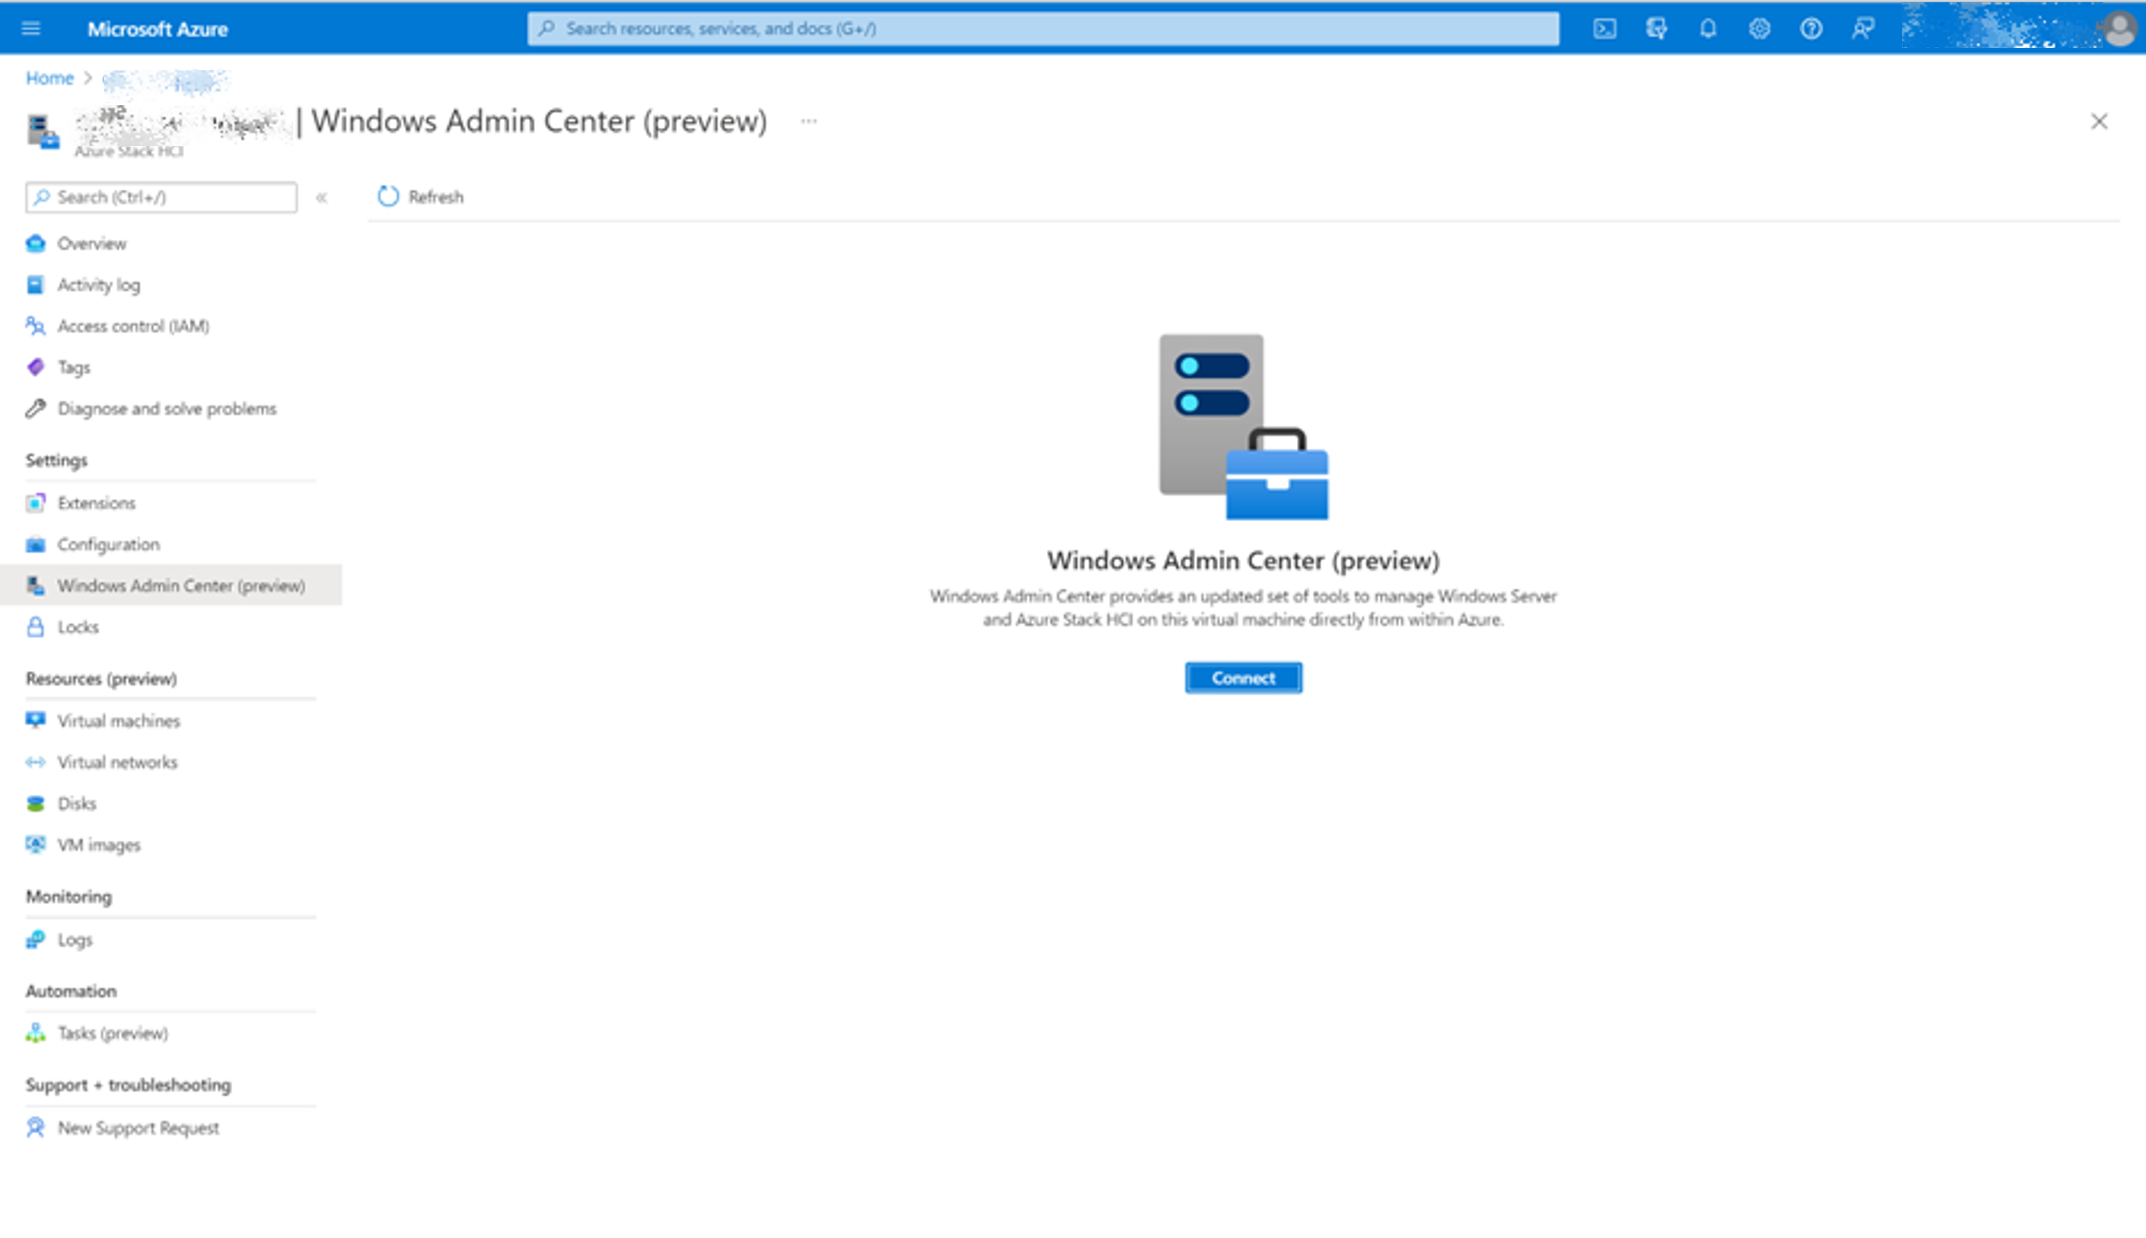 Microsoft Azure
Search resources, services, and docs (G+/)
Home >
| Windows Admin Center (preview) ...
Azure Stack HCI
Search (Ctrl+/)
«
Refresh
Overview
Activity log
Access control (IAM)
Tags
Diagnose and solve problems
Settings
Extensions
Configuration
Windows Admin Center (preview)
Locks
Resources (preview)
Virtual machines
Virtual networks
Disks
VM images
Monitoring
Logs
Automation
Tasks (preview)
Support + troubleshooting
New Support Request
Windows Admin Center (preview)
Windows Admin Center provides an updated set of tools to manage Windows Server
and Azure Stack HCI on this virtual machine directly from within Azure.
Connect